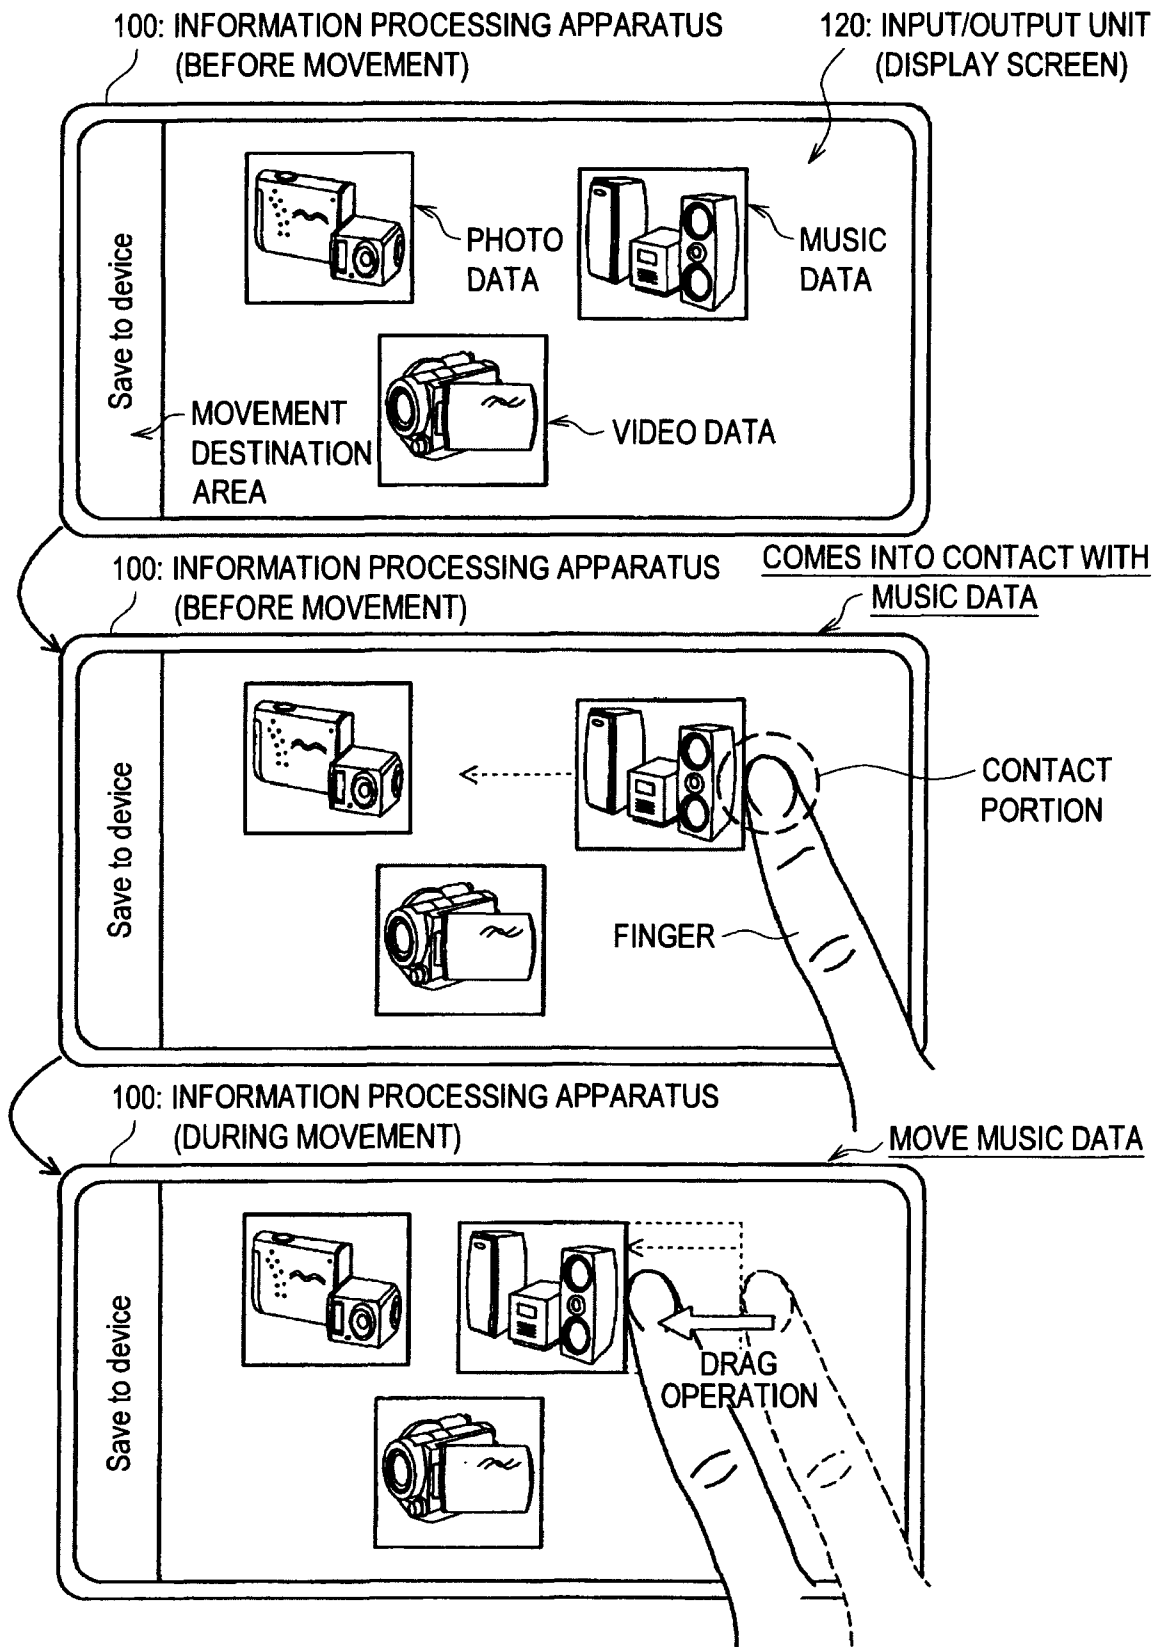 100: INFORMATION PROCESSING APPARATUS
(BEFORE MOVEMENT)
120: INPUT/OUTPUT UNIT
(DISPLAY SCREEN)
Save to device
PHOTO
DATA
MUSIC
DATA
MOVEMENT
DESTINATION
AREA
VIDEO DATA
100: INFORMATION PROCESSING APPARATUS
(BEFORE MOVEMENT)
COMES INTO CONTACT WITH
MUSIC DATA
Save to device
CONTACT
PORTION
FINGER
100: INFORMATION PROCESSING APPARATUS
(DURING MOVEMENT)
MOVE MUSIC DATA
Save to device
DRAG
OPERATION